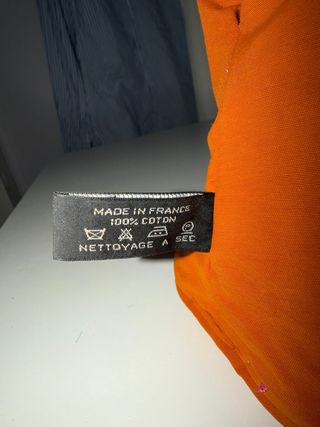 MADE IN FRANCE
100% COTON
NETTOYAGE A SEC